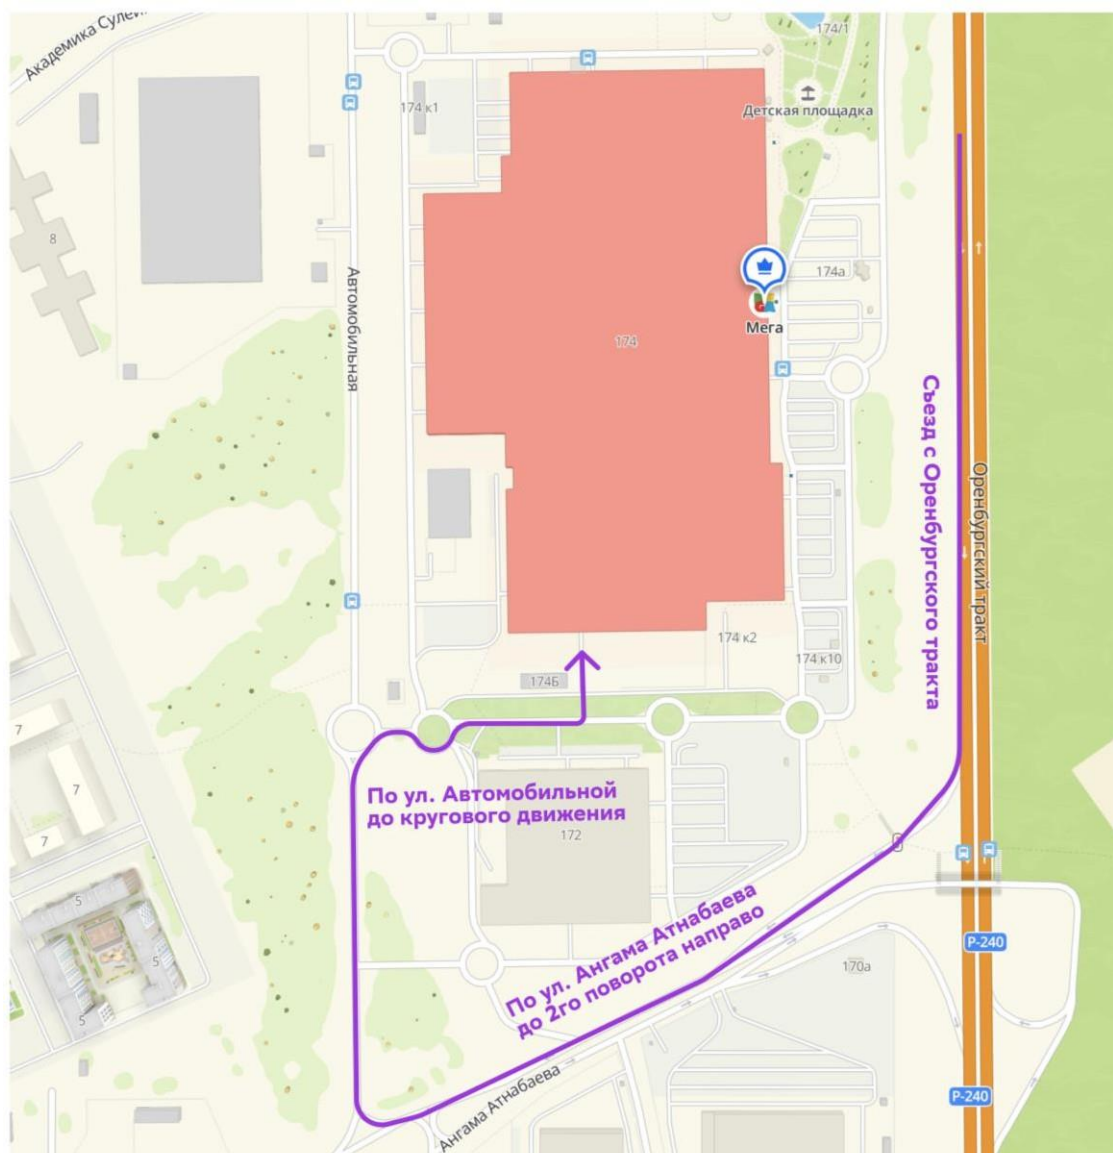 Академика Сулей
174/1
174 к1
Детская площадка
8
174а
Автомобильная
Мега
174
Съезд с Оренбургского тракта
Оренбургский тракт
174 к2
174 к10
174Б
7
7
7
По ул. Автомобильной
до кругового движения
172
5
5
5
По ул. Ангама Атнабаева
до 2го поворота направо
170а
Р-240
Р-240
Ангама Атнабаева